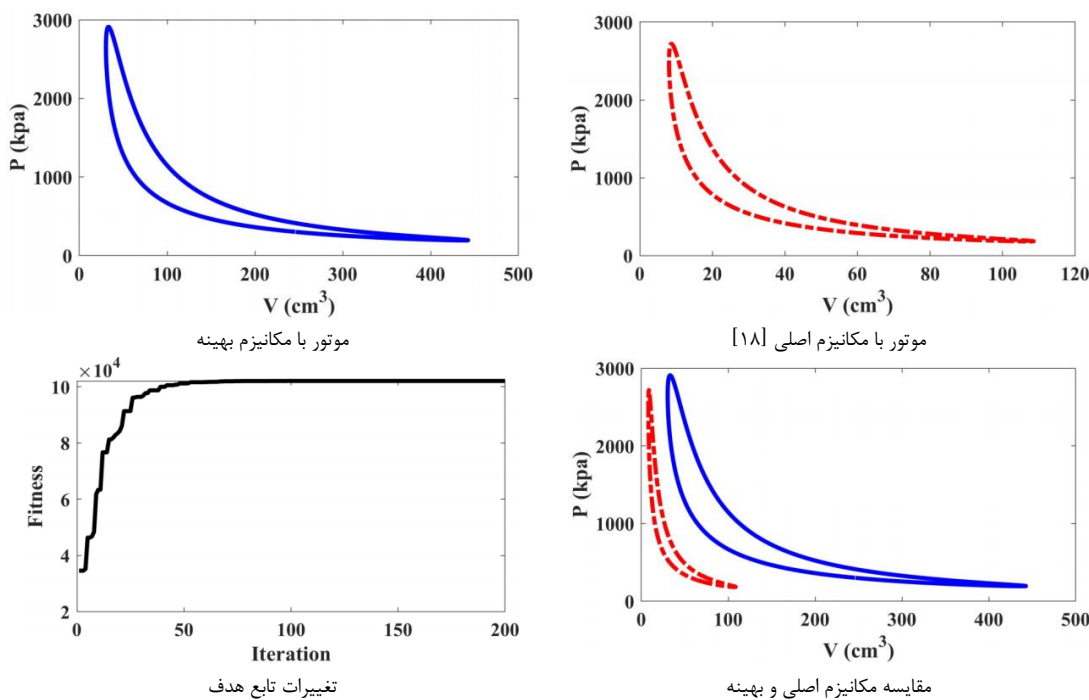 3000
2000
1000
0
P (kpa)
0 100 200 300 400 500
V (cm³)
موتور با مکانیزم بهینه
3000
2000
1000
0
P (kpa)
0 20 40 60 80 100 120
V (cm³)
موتور با مکانیزم اصلی [۱۸]
×10⁴
10
8
6
4
2
Fitness
0 50 100 150 200
Iteration
تغییرات تابع هدف
3000
2000
1000
0
P (kpa)
0 100 200 300 400 500
V (cm³)
مقایسه مکانیزم اصلی و بهینه